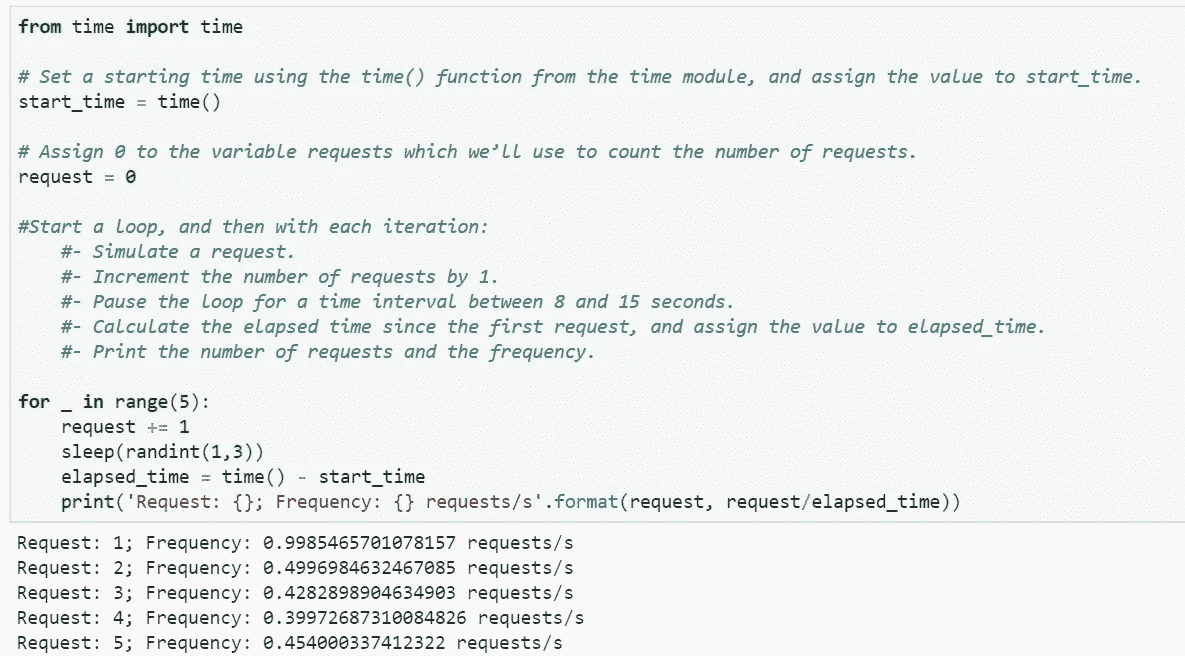 from time import time
# Set a starting time using the time() function from the time module, and assign the value to start_time.
start_time = time()
# Assign 0 to the variable requests which we’ll use to count the number of requests.
request = 0
#Start a loop, and then with each iteration:
#- Simulate a request.
#- Increment the number of requests by 1.
#- Pause the loop for a time interval between 8 and 15 seconds.
#- Calculate the elapsed time since the first request, and assign the value to elapsed_time.
#- Print the number of requests and the frequency.
for _ in range(5):
request += 1
sleep(randint(1,3))
elapsed_time = time() - start_time
print('Request: {}; Frequency: {} requests/s'.format(request, request/elapsed_time))
Request: 1; Frequency: 0.9985465701078157 requests/s
Request: 2; Frequency: 0.4996984632467085 requests/s
Request: 3; Frequency: 0.4282898904634903 requests/s
Request: 4; Frequency: 0.39972687310084826 requests/s
Request: 5; Frequency: 0.454000337412322 requests/s